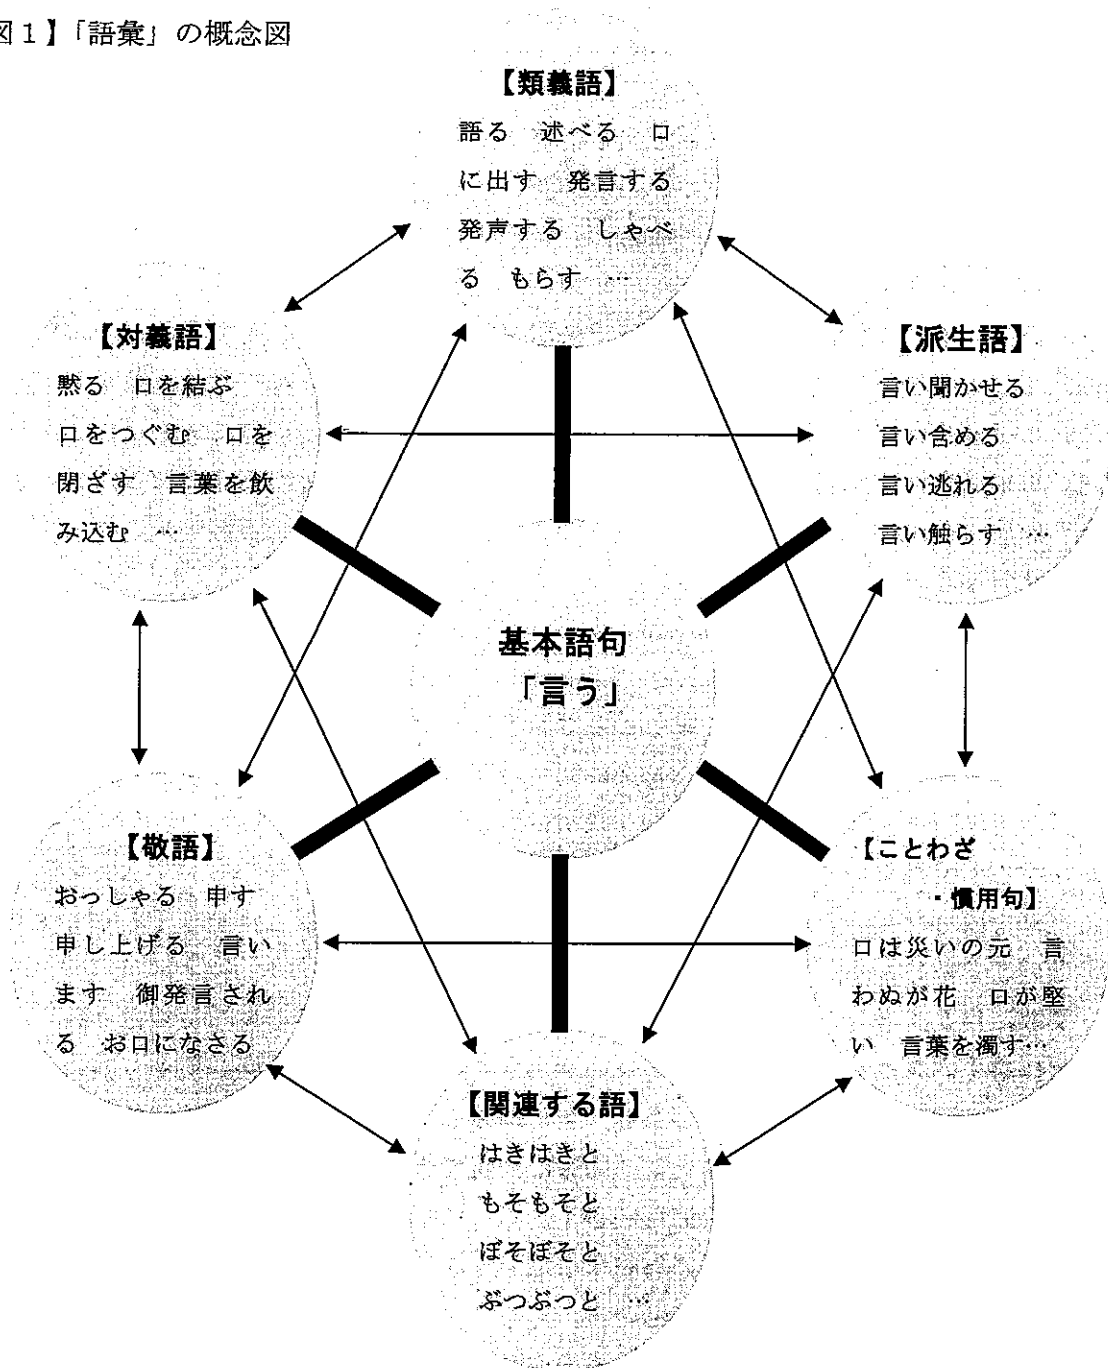 図1】「語彙」の概念図
【類義語】
語る　述べる　口
に出す　発言する
発声する　しゃべ
る　もらす　…
【対義語】
黙る　口を結ぶ
口をつぐむ　口を
閉ざす　言葉を飲
み込む　…
【派生語】
言い聞かせる
言い含める
言い逃れる
言い触らす　…
基本語句
「言う」
【敬語】
おっしゃる　申す
申し上げる　言い
ます　御発言され
る　お口になさる
【ことわざ
・慣用句】
口は災いの元　言
わぬが花　口が堅
い　言葉を濁す…
【関連する語】
はきはきと
もそもそと
ぼそぼそと
ぶつぶつと　…